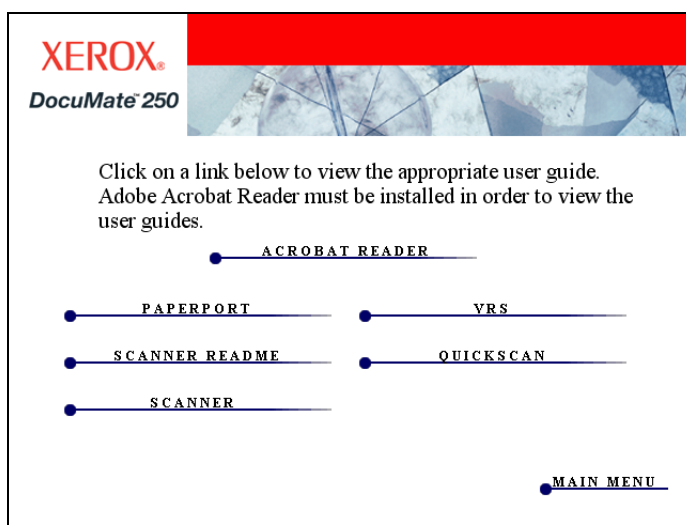 XEROX®
DocuMate™ 250
Click on a link below to view the appropriate user guide.
Adobe Acrobat Reader must be installed in order to view the
user guides.
ACROBAT READER
PAPERPORT
VRS
SCANNER README
QUICKSCAN
SCANNER
MAIN MENU